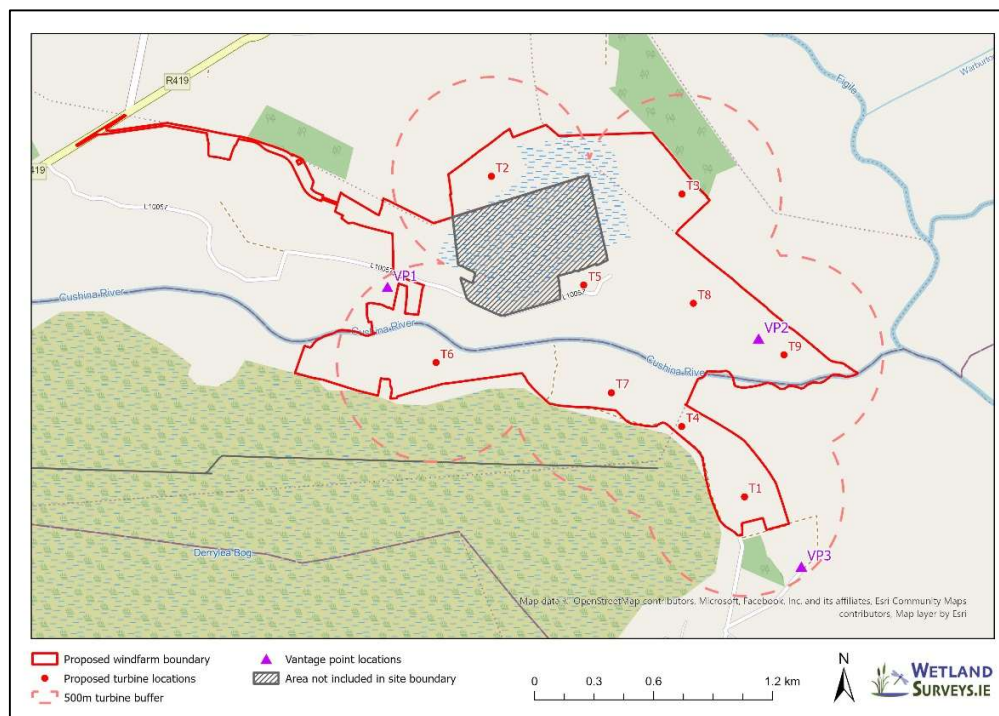 R419
Figile
Warburto
419
T2
T3
L10057
L1005
VP1
T5
L10057
Cushina River
T8
Cushina River
VP2
T9
Cushina River
T6
T7
T4
T1
Derrylea Bog
VP3
Map data © OpenStreetMap contributors, Microsoft, Facebook, Inc. and its affiliates, Esri Community Maps
contributors, Map layer by Esri
Proposed windfarm boundary
Proposed turbine locations
500m turbine buffer
Vantage point locations
Area not included in site boundary
0 0.3 0.6 1.2 km
N
WETLAND
SURVEYS.IE